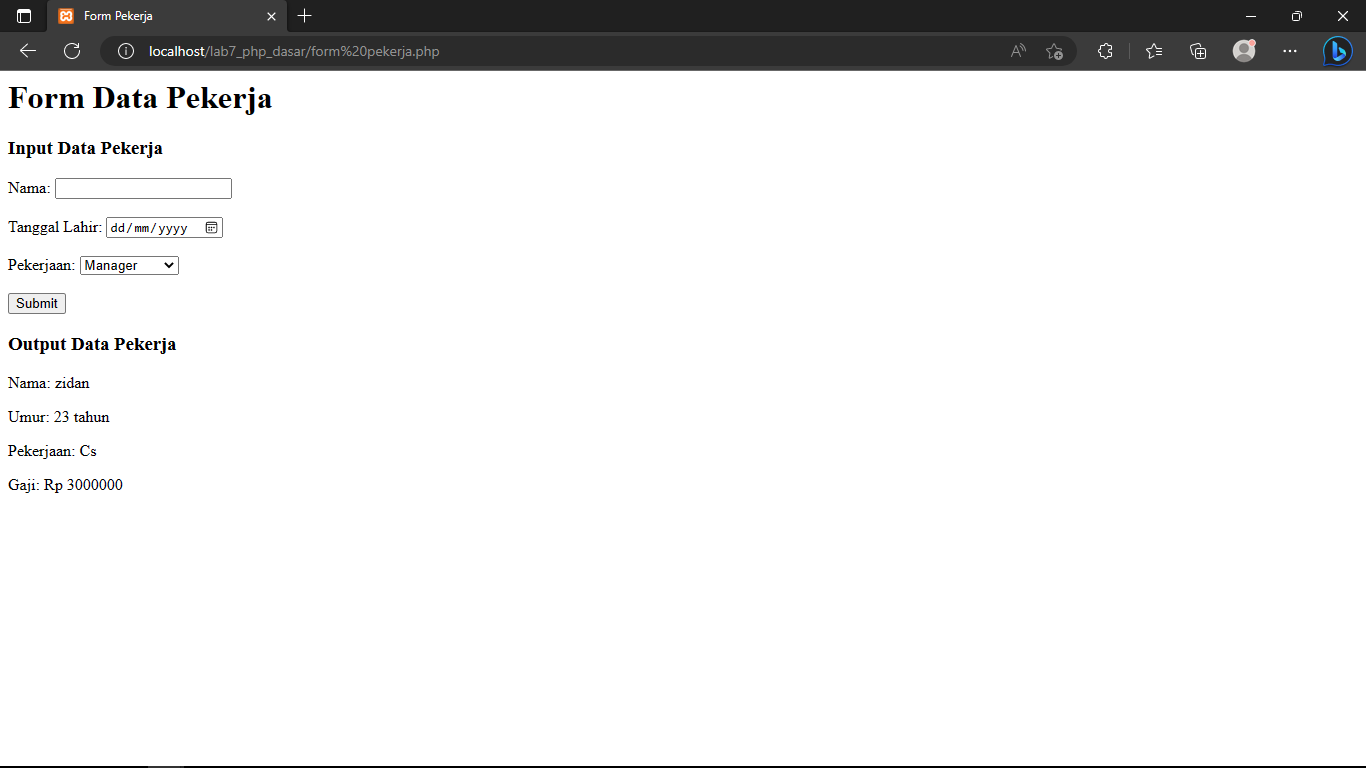 Form Pekerja
localhost/lab7_php_dasar/form%20pekerja.php
Form Data Pekerja
Input Data Pekerja
Nama:
Tanggal Lahir: dd/mm/yyyy
Pekerjaan: Manager
Submit
Output Data Pekerja
Nama: zidan
Umur: 23 tahun
Pekerjaan: Cs
Gaji: Rp 3000000